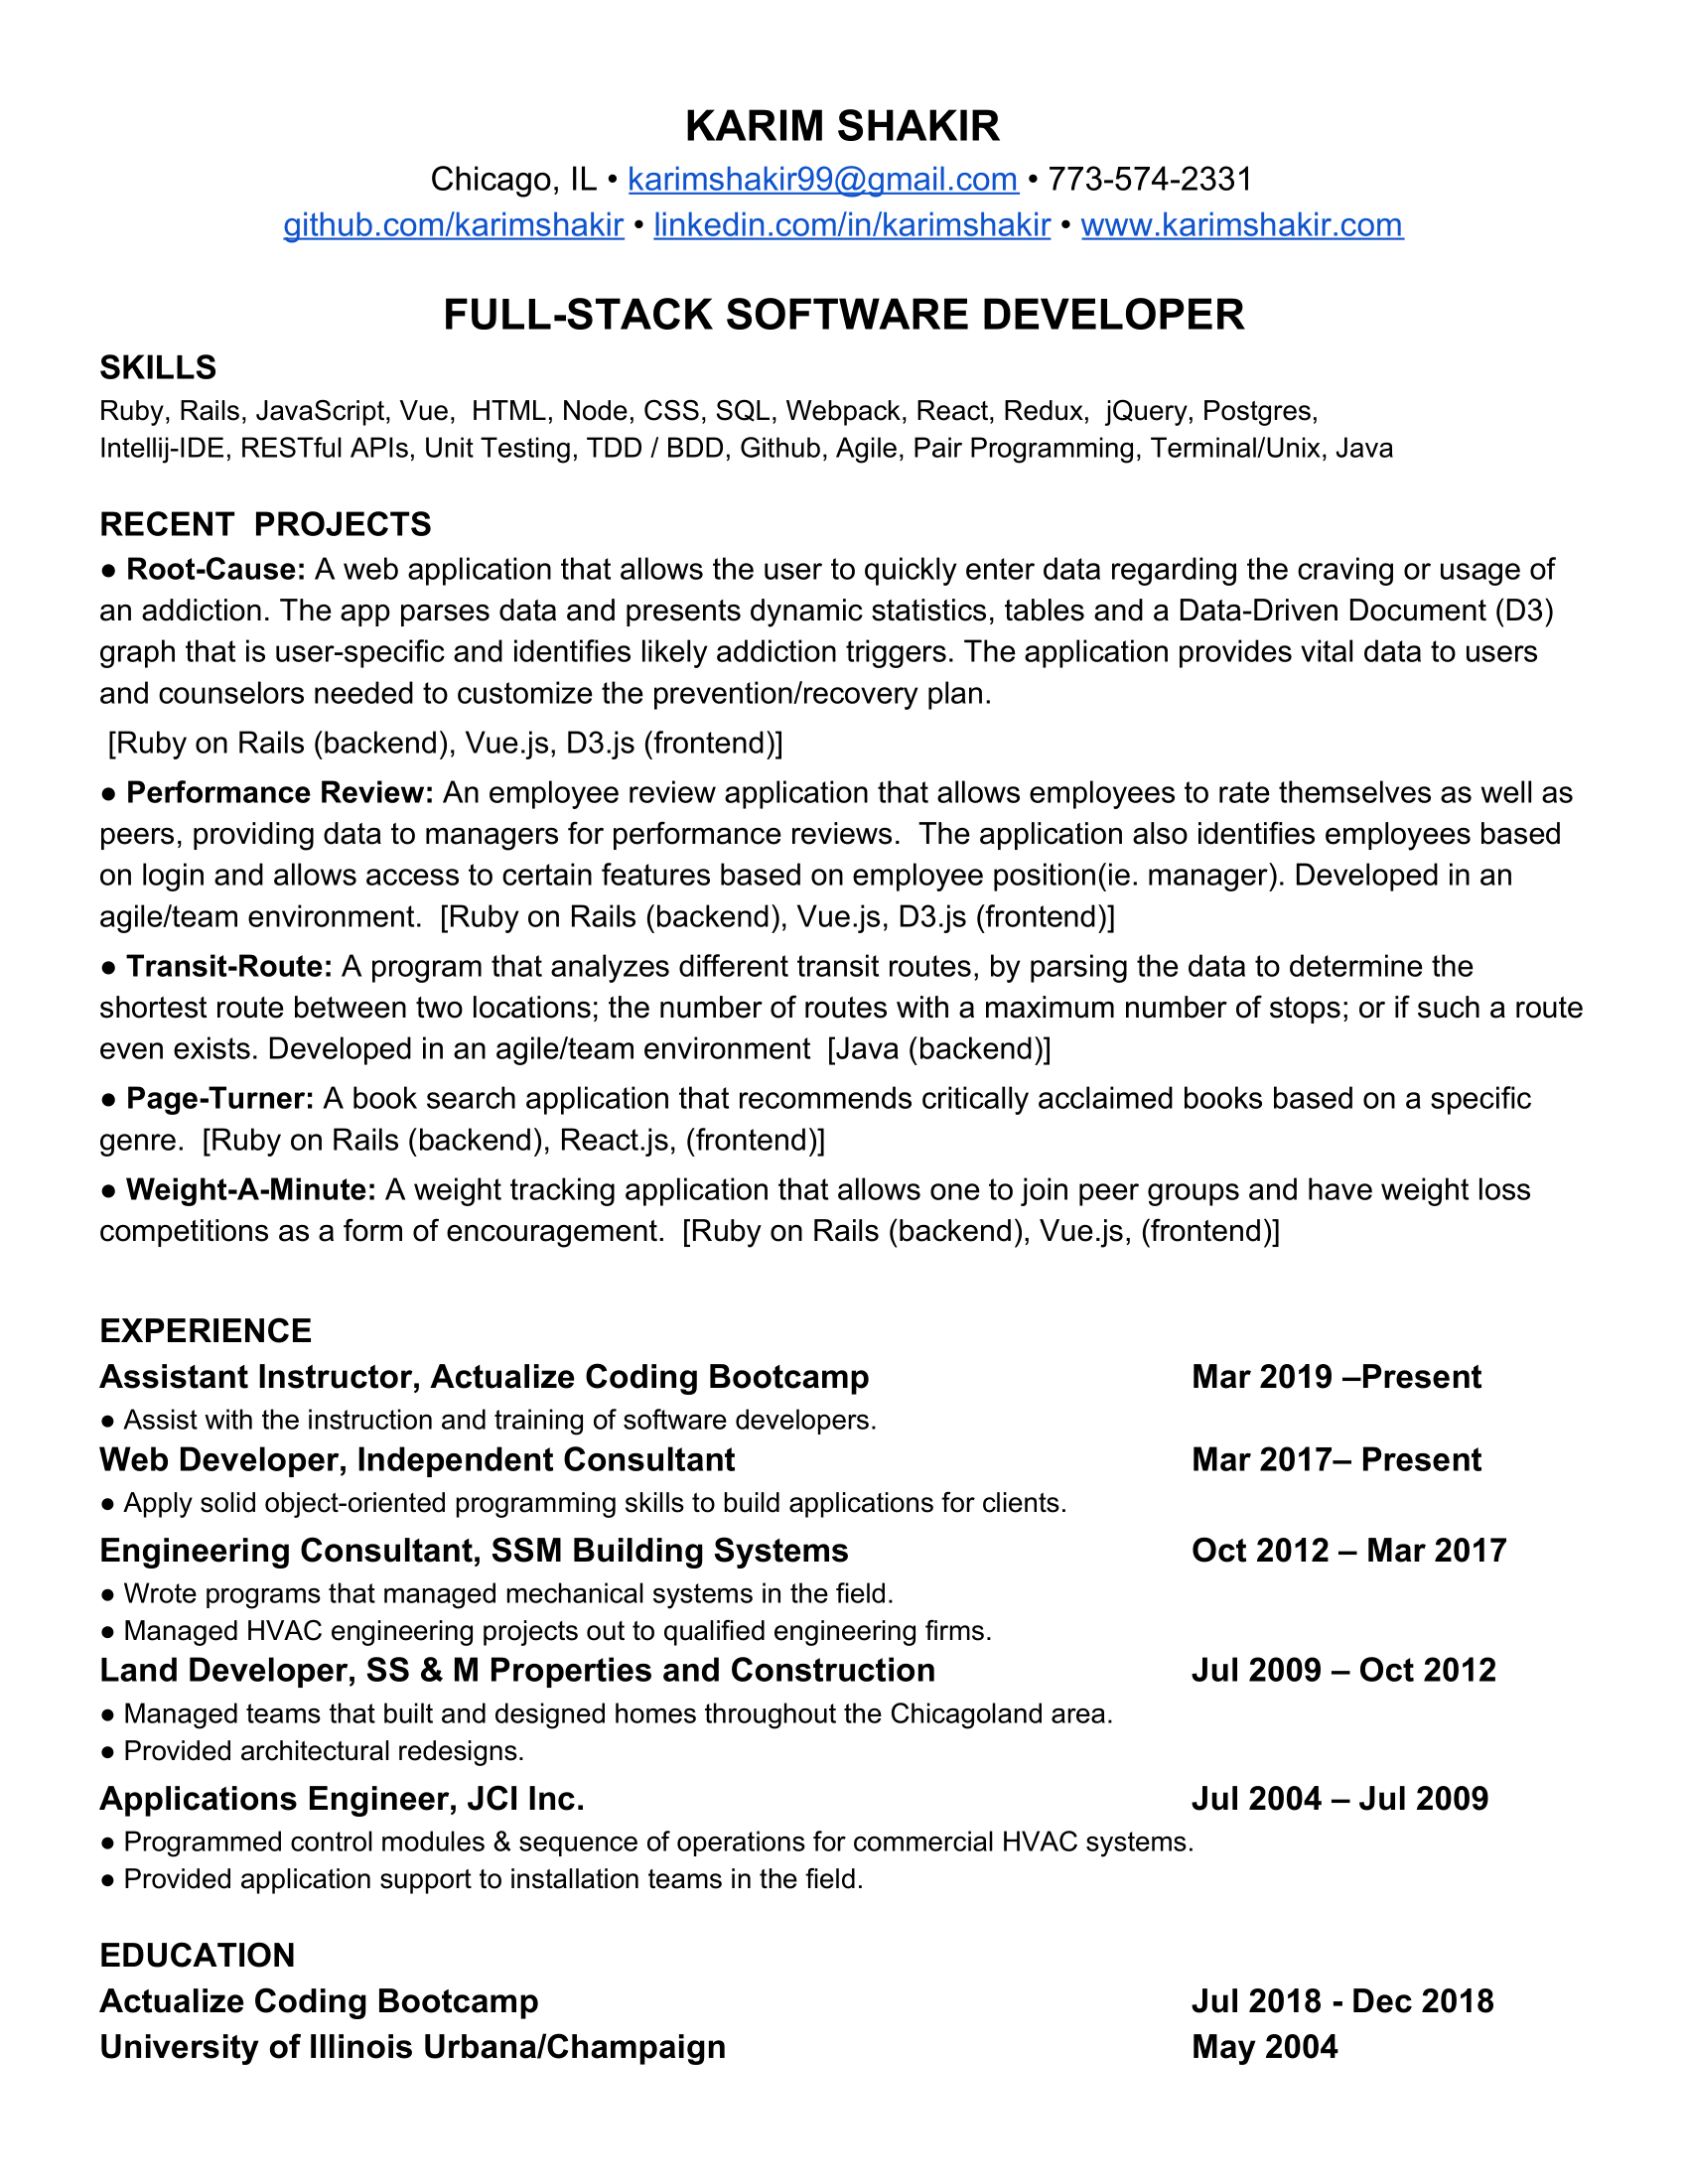 KARIM SHAKIR
Chicago, IL • karimshakir99@gmail.com • 773-574-2331
github.com/karimshakir • linkedin.com/in/karimshakir • www.karimshakir.com
FULL-STACK SOFTWARE DEVELOPER
SKILLS
Ruby, Rails, JavaScript, Vue,  HTML, Node, CSS, SQL, Webpack, React, Redux,  jQuery, Postgres,
Intellij-IDE, RESTful APIs, Unit Testing, TDD / BDD, Github, Agile, Pair Programming, Terminal/Unix, Java
RECENT  PROJECTS
● Root-Cause: A web application that allows the user to quickly enter data regarding the craving or usage of
an addiction. The app parses data and presents dynamic statistics, tables and a Data-Driven Document (D3)
graph that is user-specific and identifies likely addiction triggers. The application provides vital data to users
and counselors needed to customize the prevention/recovery plan.
[Ruby on Rails (backend), Vue.js, D3.js (frontend)]
● Performance Review: An employee review application that allows employees to rate themselves as well as
peers, providing data to managers for performance reviews.  The application also identifies employees based
on login and allows access to certain features based on employee position(ie. manager). Developed in an
agile/team environment.  [Ruby on Rails (backend), Vue.js, D3.js (frontend)]
● Transit-Route: A program that analyzes different transit routes, by parsing the data to determine the
shortest route between two locations; the number of routes with a maximum number of stops; or if such a route
even exists. Developed in an agile/team environment  [Java (backend)]
● Page-Turner: A book search application that recommends critically acclaimed books based on a specific
genre.  [Ruby on Rails (backend), React.js, (frontend)]
● Weight-A-Minute: A weight tracking application that allows one to join peer groups and have weight loss
competitions as a form of encouragement.  [Ruby on Rails (backend), Vue.js, (frontend)]
EXPERIENCE
Assistant Instructor, Actualize Coding Bootcamp Mar 2019 –Present
● Assist with the instruction and training of software developers.
Web Developer, Independent Consultant Mar 2017– Present
● Apply solid object-oriented programming skills to build applications for clients.
Engineering Consultant, SSM Building Systems Oct 2012 – Mar 2017
● Wrote programs that managed mechanical systems in the field.
● Managed HVAC engineering projects out to qualified engineering firms.
Land Developer, SS & M Properties and Construction Jul 2009 – Oct 2012
● Managed teams that built and designed homes throughout the Chicagoland area.
● Provided architectural redesigns.
Applications Engineer, JCI Inc. Jul 2004 – Jul 2009
● Programmed control modules & sequence of operations for commercial HVAC systems.
● Provided application support to installation teams in the field.
EDUCATION
Actualize Coding Bootcamp Jul 2018 - Dec 2018
University of Illinois Urbana/Champaign May 2004